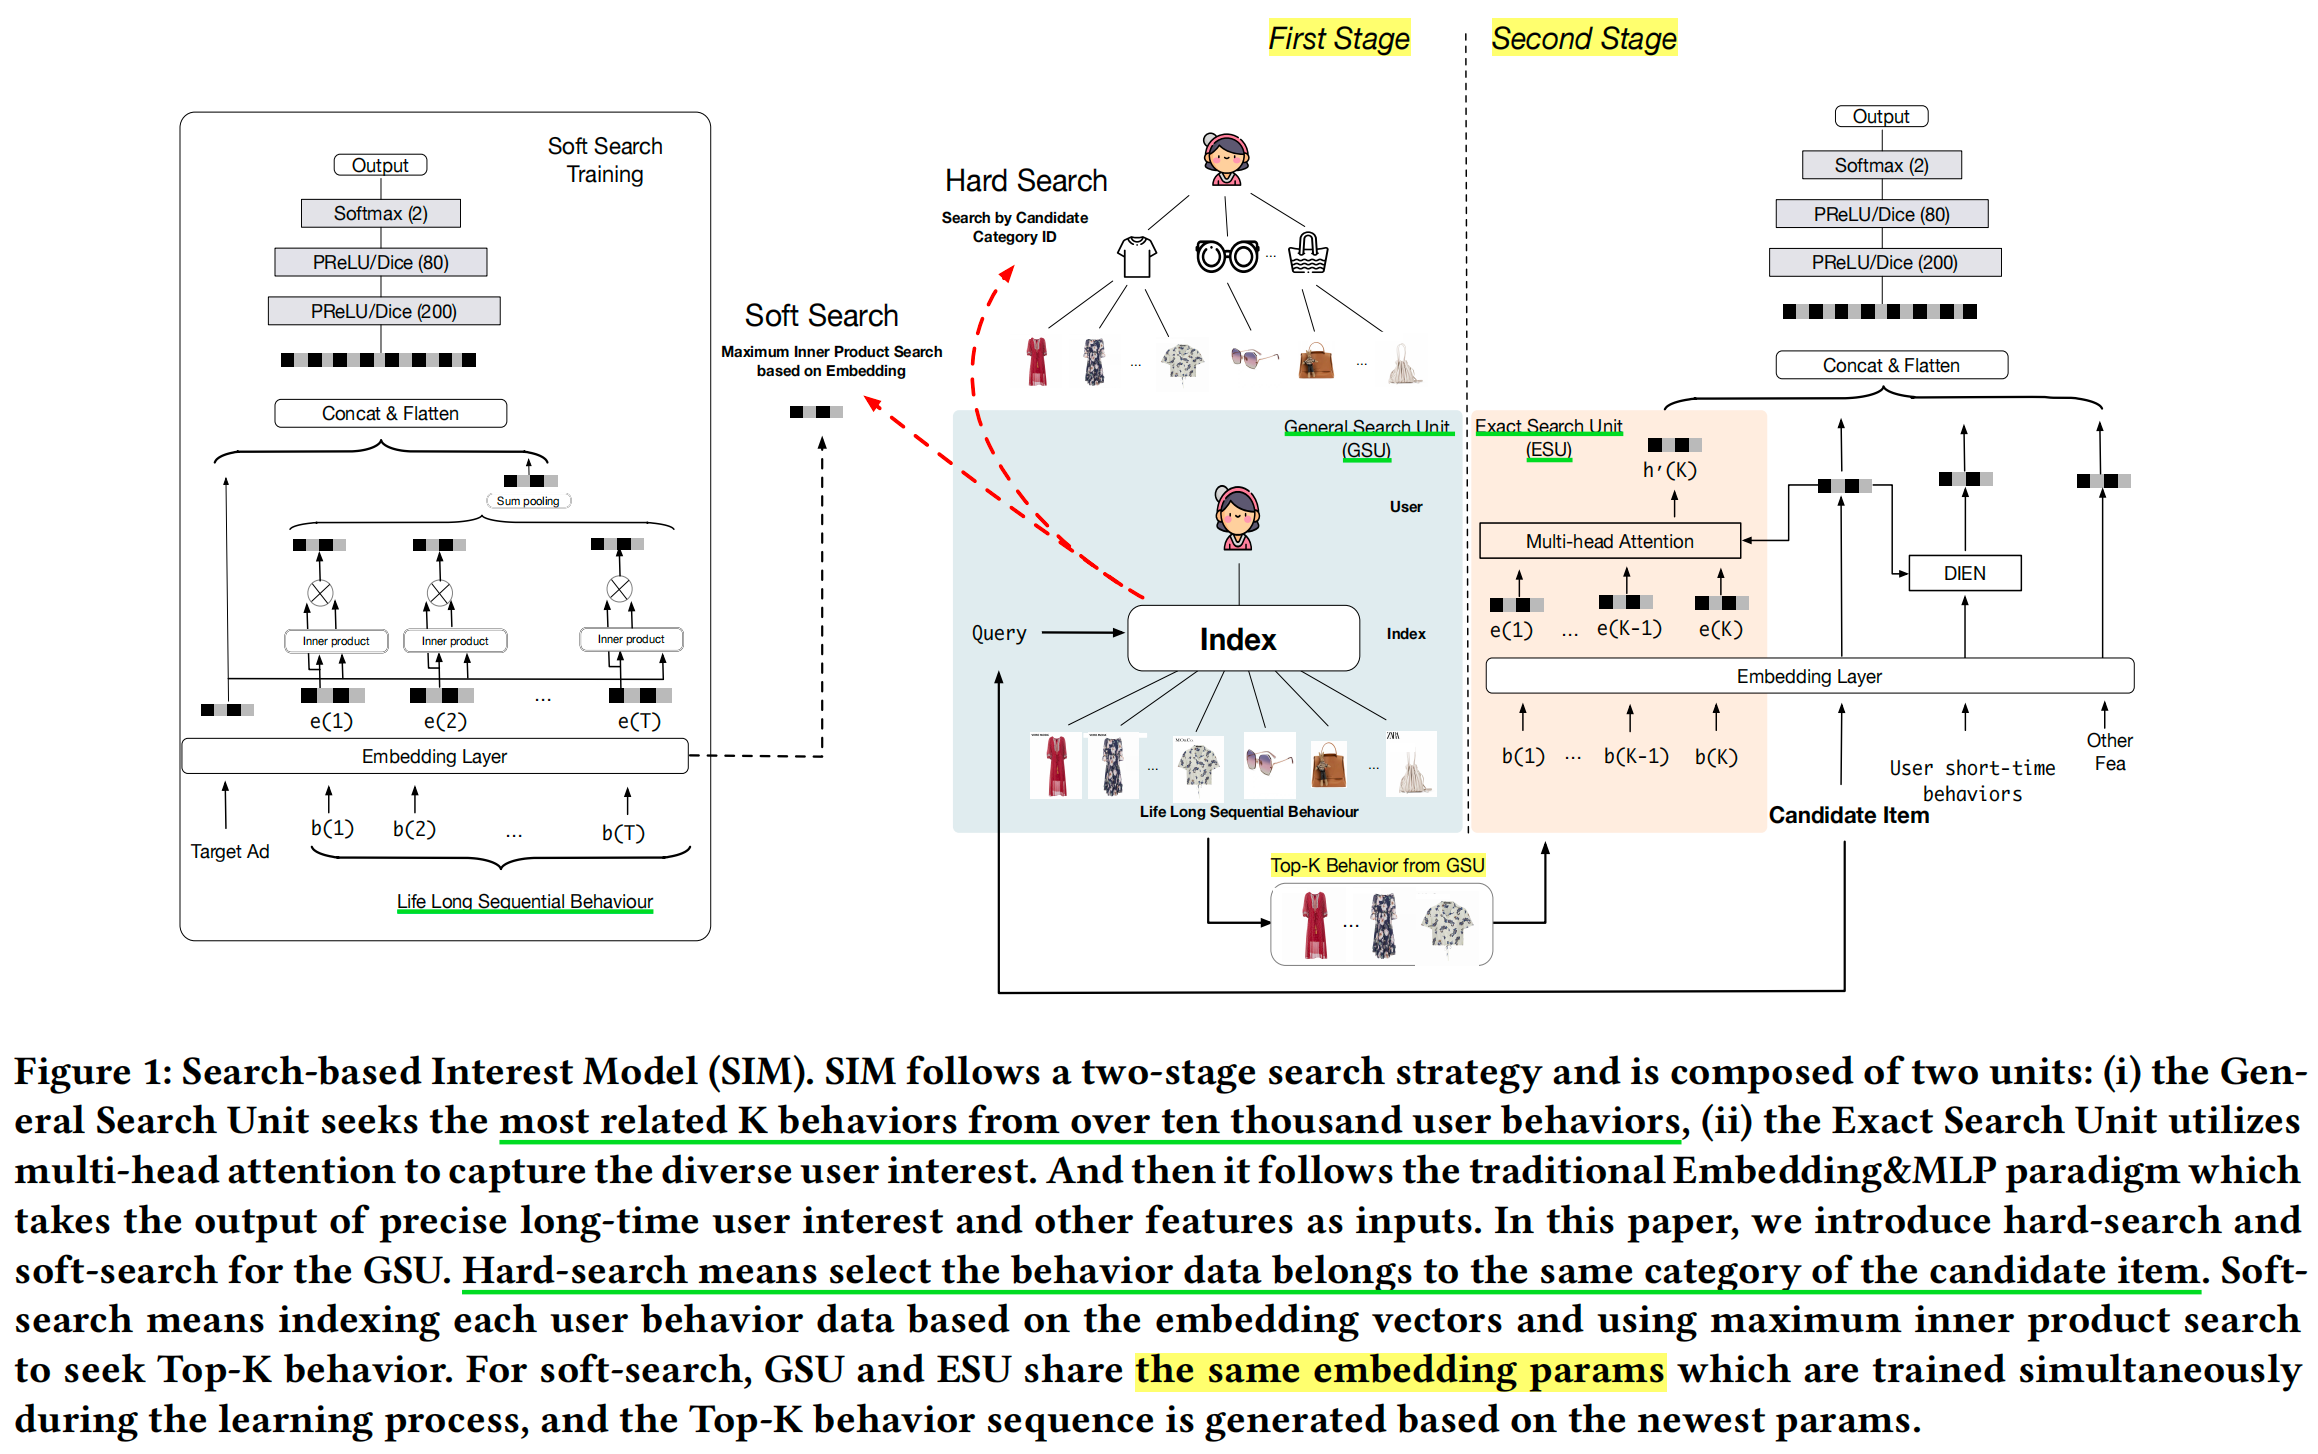 First Stage
Second Stage
Soft Search
Training
Output
Softmax (2)
PReLU/Dice (80)
PReLU/Dice (200)
Concat & Flatten
Sum pooling
Inner product
Inner product
Inner product
e(1)
e(2)
...
e(T)
Embedding Layer
b(1)
b(2)
...
b(T)
Target Ad
Life Long Sequential Behaviour
Soft Search
Maximum Inner Product Search
based on Embedding
Hard Search
Search by Candidate
Category ID
...
...
...
General Search Unit
(GSU)
User
Query
Index
Index
...
...
Life Long Sequential Behaviour
Top-K Behavior from GSU
...
Exact Search Unit
(ESU)
h′(K)
Multi-head Attention
e(1)
...
e(K-1)
e(K)
Embedding Layer
b(1)
...
b(K-1)
b(K)
Candidate Item
User short-time
behaviors
Other
Fea
DIEN
Concat & Flatten
PReLU/Dice (200)
PReLU/Dice (80)
Softmax (2)
Output
ZARA
Figure 1: Search-based Interest Model (SIM). SIM follows a two-stage search strategy and is composed of two units: (i) the Gen-
eral Search Unit seeks the most related K behaviors from over ten thousand user behaviors, (ii) the Exact Search Unit utilizes
multi-head attention to capture the diverse user interest. And then it follows the traditional Embedding&MLP paradigm which
takes the output of precise long-time user interest and other features as inputs. In this paper, we introduce hard-search and
soft-search for the GSU. Hard-search means select the behavior data belongs to the same category of the candidate item. Soft-
search means indexing each user behavior data based on the embedding vectors and using maximum inner product search
to seek Top-K behavior. For soft-search, GSU and ESU share the same embedding params which are trained simultaneously
during the learning process, and the Top-K behavior sequence is generated based on the newest params.